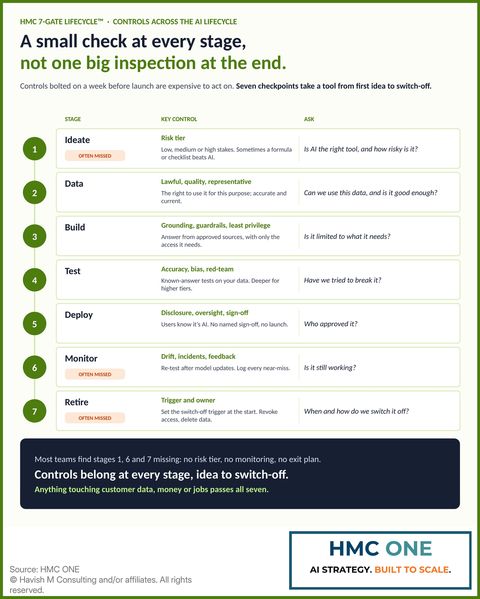 HMC 7-GATE LIFECYCLE™ · CONTROLS ACROSS THE AI LIFECYCLE
A small check at every stage,
not one big inspection at the end.
Controls bolted on a week before launch are expensive to act on. Seven checkpoints take a tool from first idea to switch-off.
STAGE KEY CONTROL ASK
1 Ideate
OFTEN MISSED
Risk tier
Low, medium or high stakes. Sometimes a formula
or checklist beats AI.
Is AI the right tool, and how risky is it?
2 Data
Lawful, quality, representative
The right to use it for this purpose; accurate and
current.
Can we use this data, and is it good enough?
3 Build
Grounding, guardrails, least privilege
Answer from approved sources, with only the
access it needs.
Is it limited to what it needs?
4 Test
Accuracy, bias, red-team
Known-answer tests on your data. Deeper for
higher tiers.
Have we tried to break it?
5 Deploy
Disclosure, oversight, sign-off
Users know it's AI. No named sign-off, no launch.
Who approved it?
6 Monitor
OFTEN MISSED
Drift, incidents, feedback
Re-test after model updates. Log every near-miss.
Is it still working?
7 Retire
OFTEN MISSED
Trigger and owner
Set the switch-off trigger at the start. Revoke
access, delete data.
When and how do we switch it off?
Most teams find stages 1, 6 and 7 missing: no risk tier, no monitoring, no exit plan.
Controls belong at every stage, idea to switch-off.
Anything touching customer data, money or jobs passes all seven.
HMC ONE
AI STRATEGY. BUILT TO SCALE.
Source: HMC ONE
© Havish M Consulting and/or affiliates. All rights
reserved.